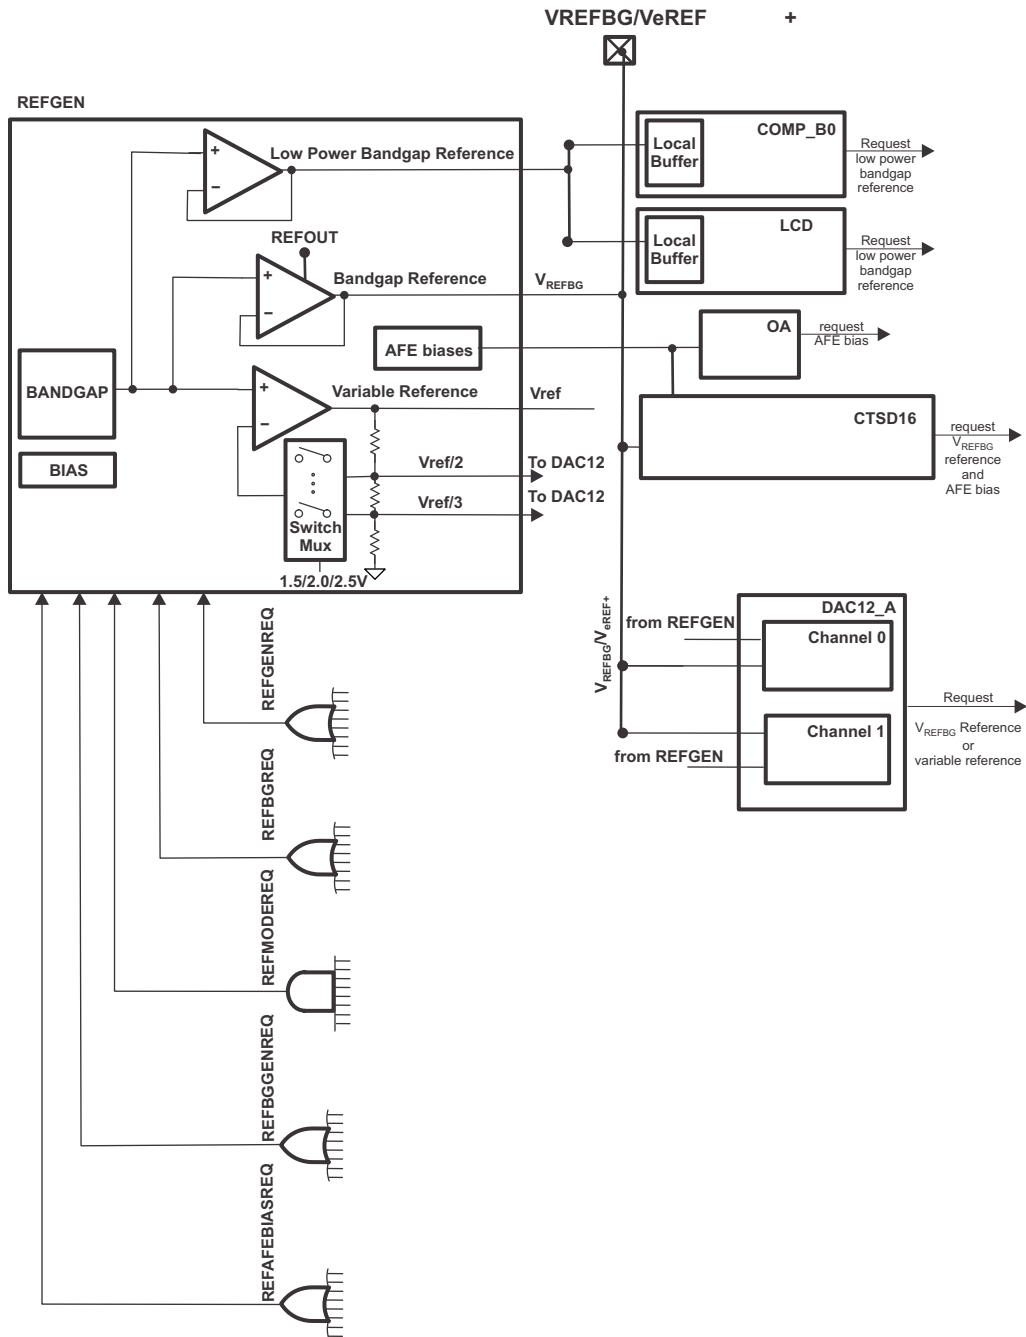 VREFBG/VeREF +
REFGEN
+
−
Low Power Bandgap Reference
COMP_B0
Local
Buffer
Request
low power
bandgap
reference
LCD
Local
Buffer
Request
low power
bandgap
reference
REFOUT
+
−
Bandgap Reference
VREFBG
AFE biases
OA
request
AFE bias
BANDGAP
BIAS
+
−
Variable Reference
Vref
Vref/2
To DAC12
Vref/3
To DAC12
Switch
Mux
1.5/2.0/2.5V
CTSD16
request
VREFBG
reference
and
AFE bias
VREFBG/VeREF+
DAC12_A
from REFGEN
Channel 0
Channel 1
from REFGEN
Request
VREFBG Reference
or
variable reference
REFGENREQ
REFBGREQ
REFMODEREQ
REFBGGENREQ
REFAFEBIASREQ